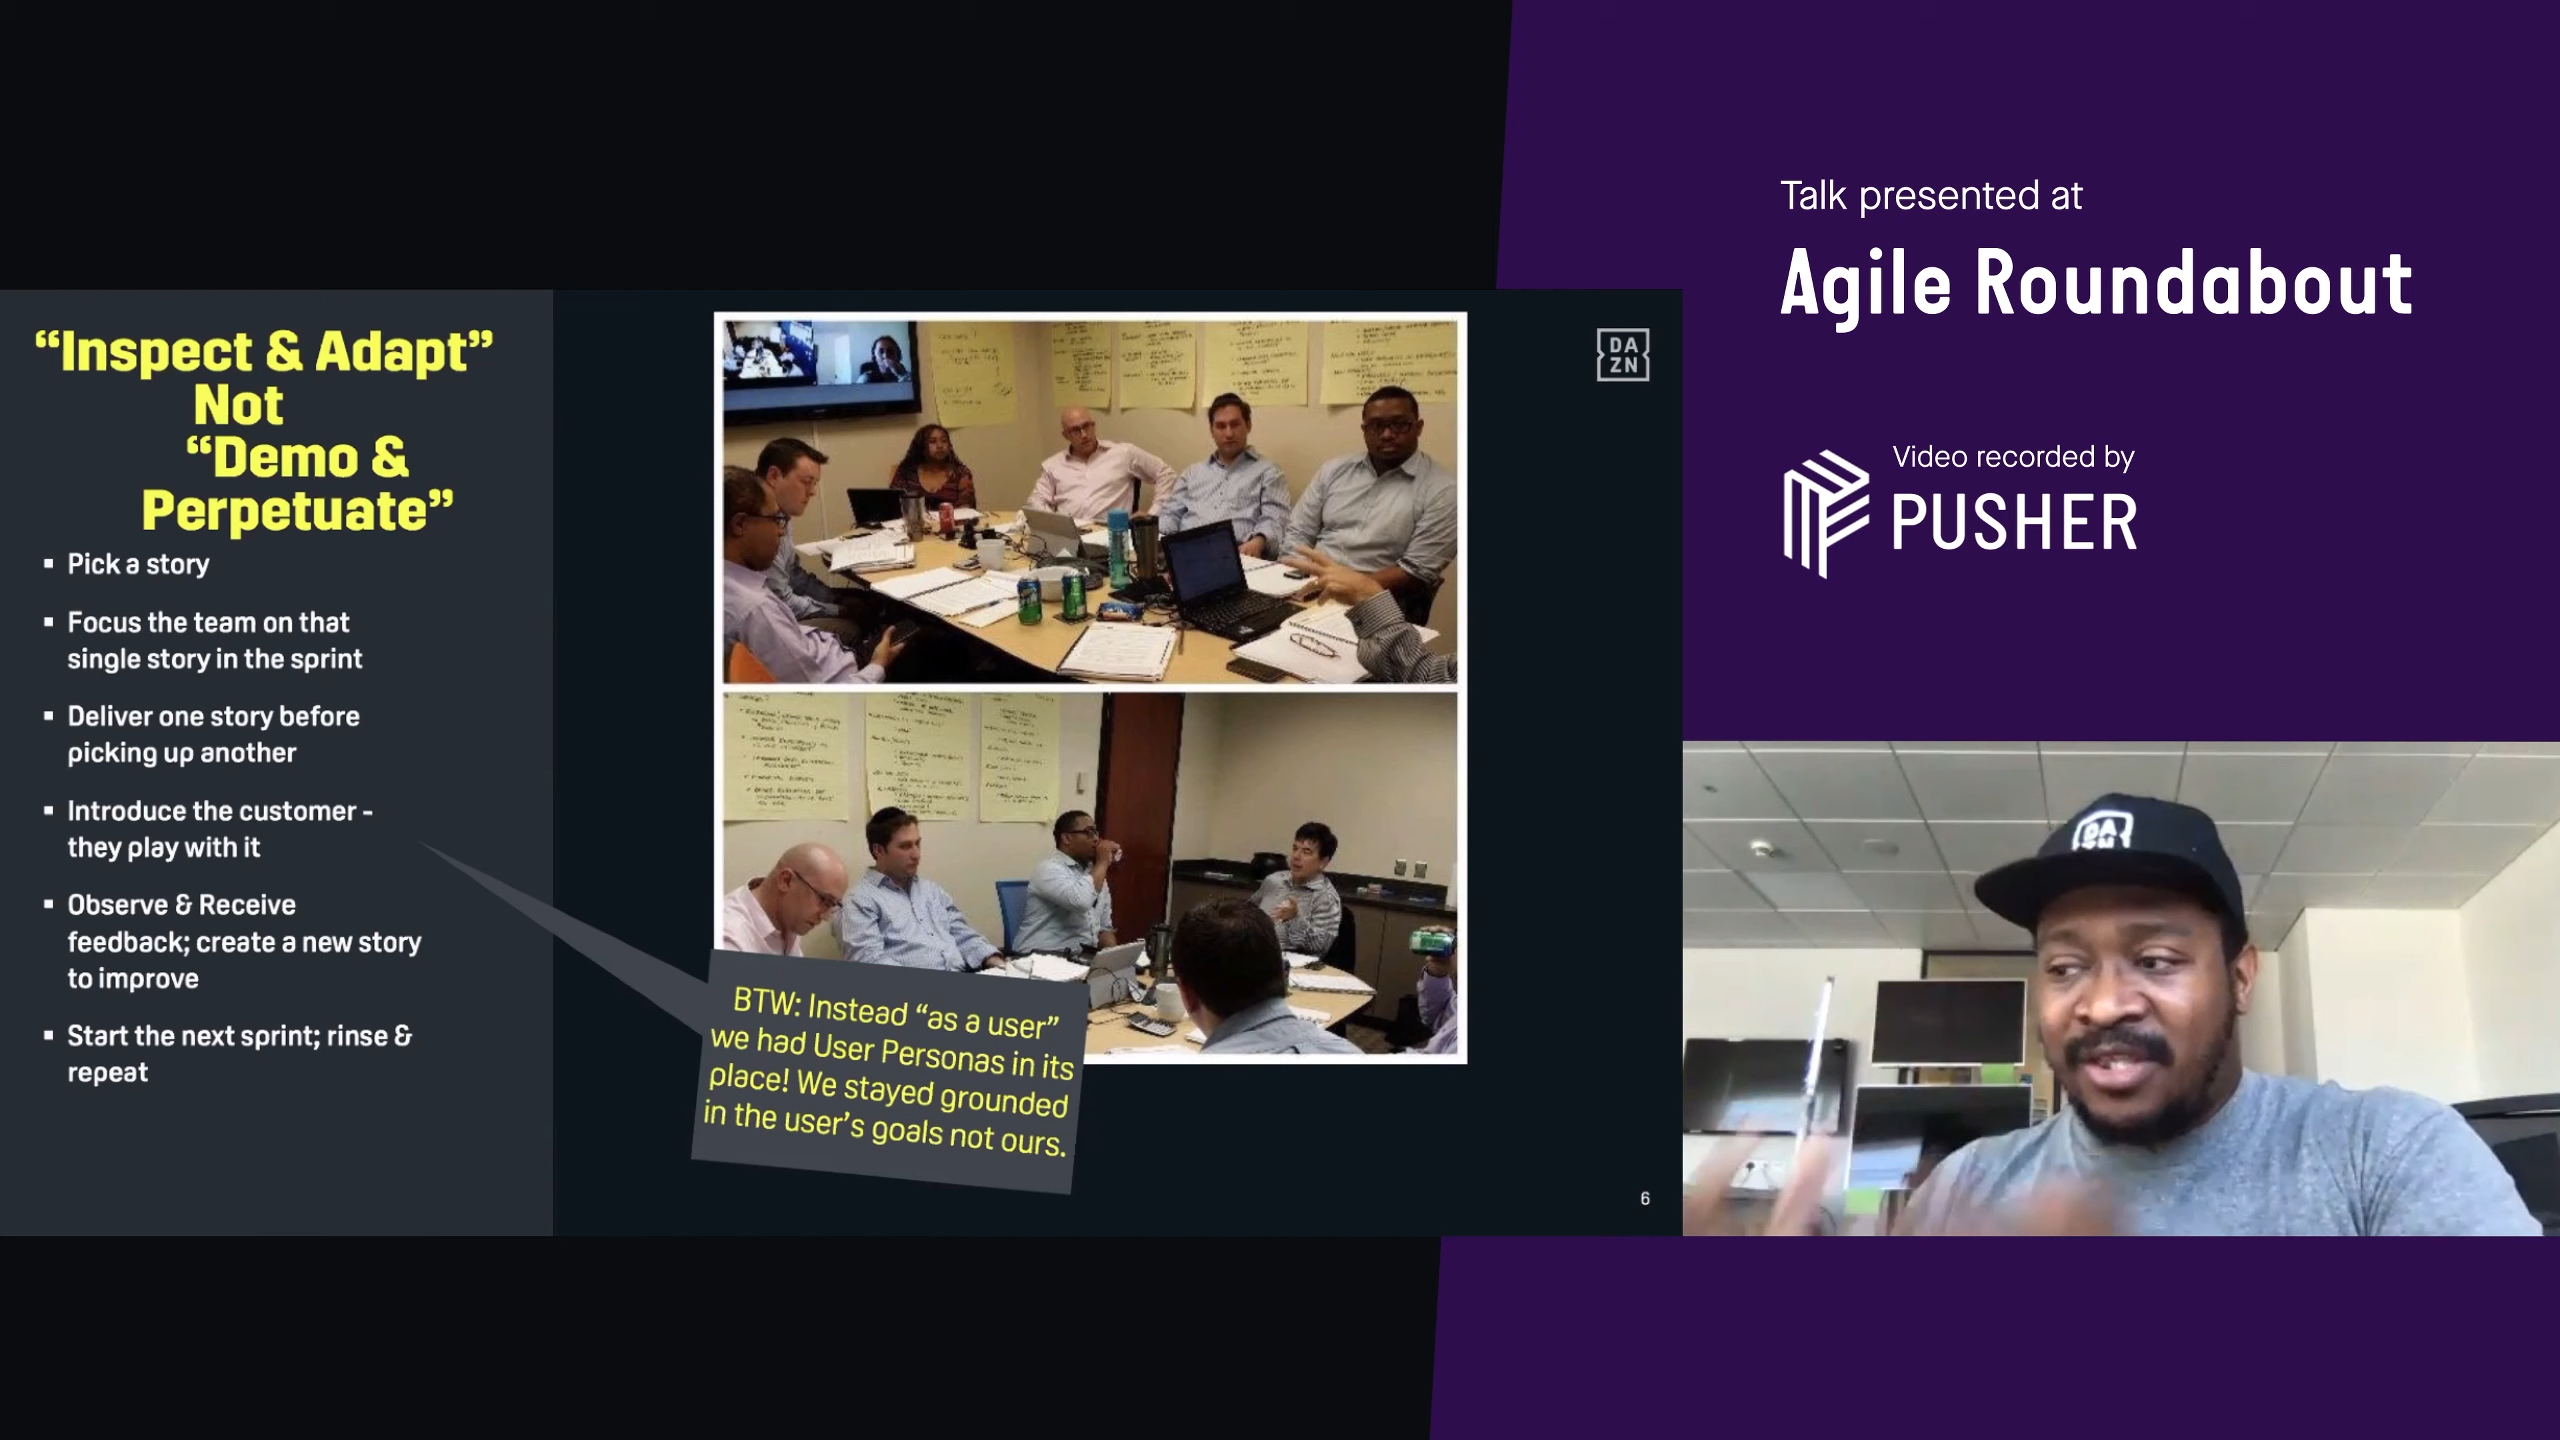 “Inspect & Adapt”
Not
“Demo &
Perpetuate”
▪ Pick a story
▪ Focus the team on that
single story in the sprint
▪ Deliver one story before
picking up another
▪ Introduce the customer -
they play with it
▪ Observe & Receive
feedback; create a new story
to improve
▪ Start the next sprint; rinse &
repeat
BTW: Instead “as a user”
we had User Personas in its
place! We stayed grounded
in the user’s goals not ours.
DA
ZN
6
Talk presented at
Agile Roundabout
Video recorded by
PUSHER
DA
ZN